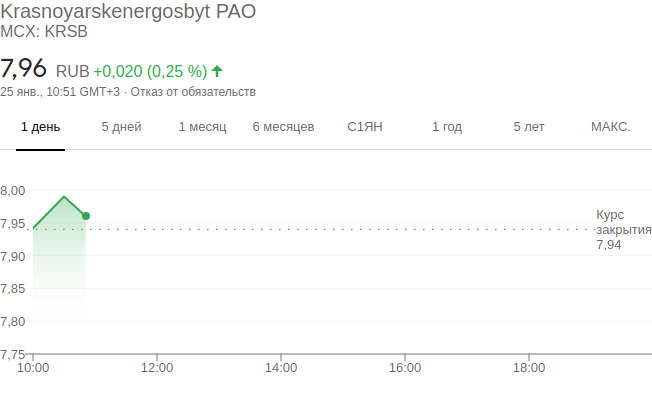 Krasnoyarskenergosbyt PAO
MCX: KRSB
7,96 RUB +0,020 (0,25 %)
25 янв., 10:51 GMT+3 · Отказ от обязательств
1 день 5 дней 1 месяц 6 месяцев С1ЯН 1 год 5 лет МАКС.
8,00
7,95
7,90
7,85
7,80
7,75
Курс
закрытия
7,94
10:00 12:00 14:00 16:00 18:00